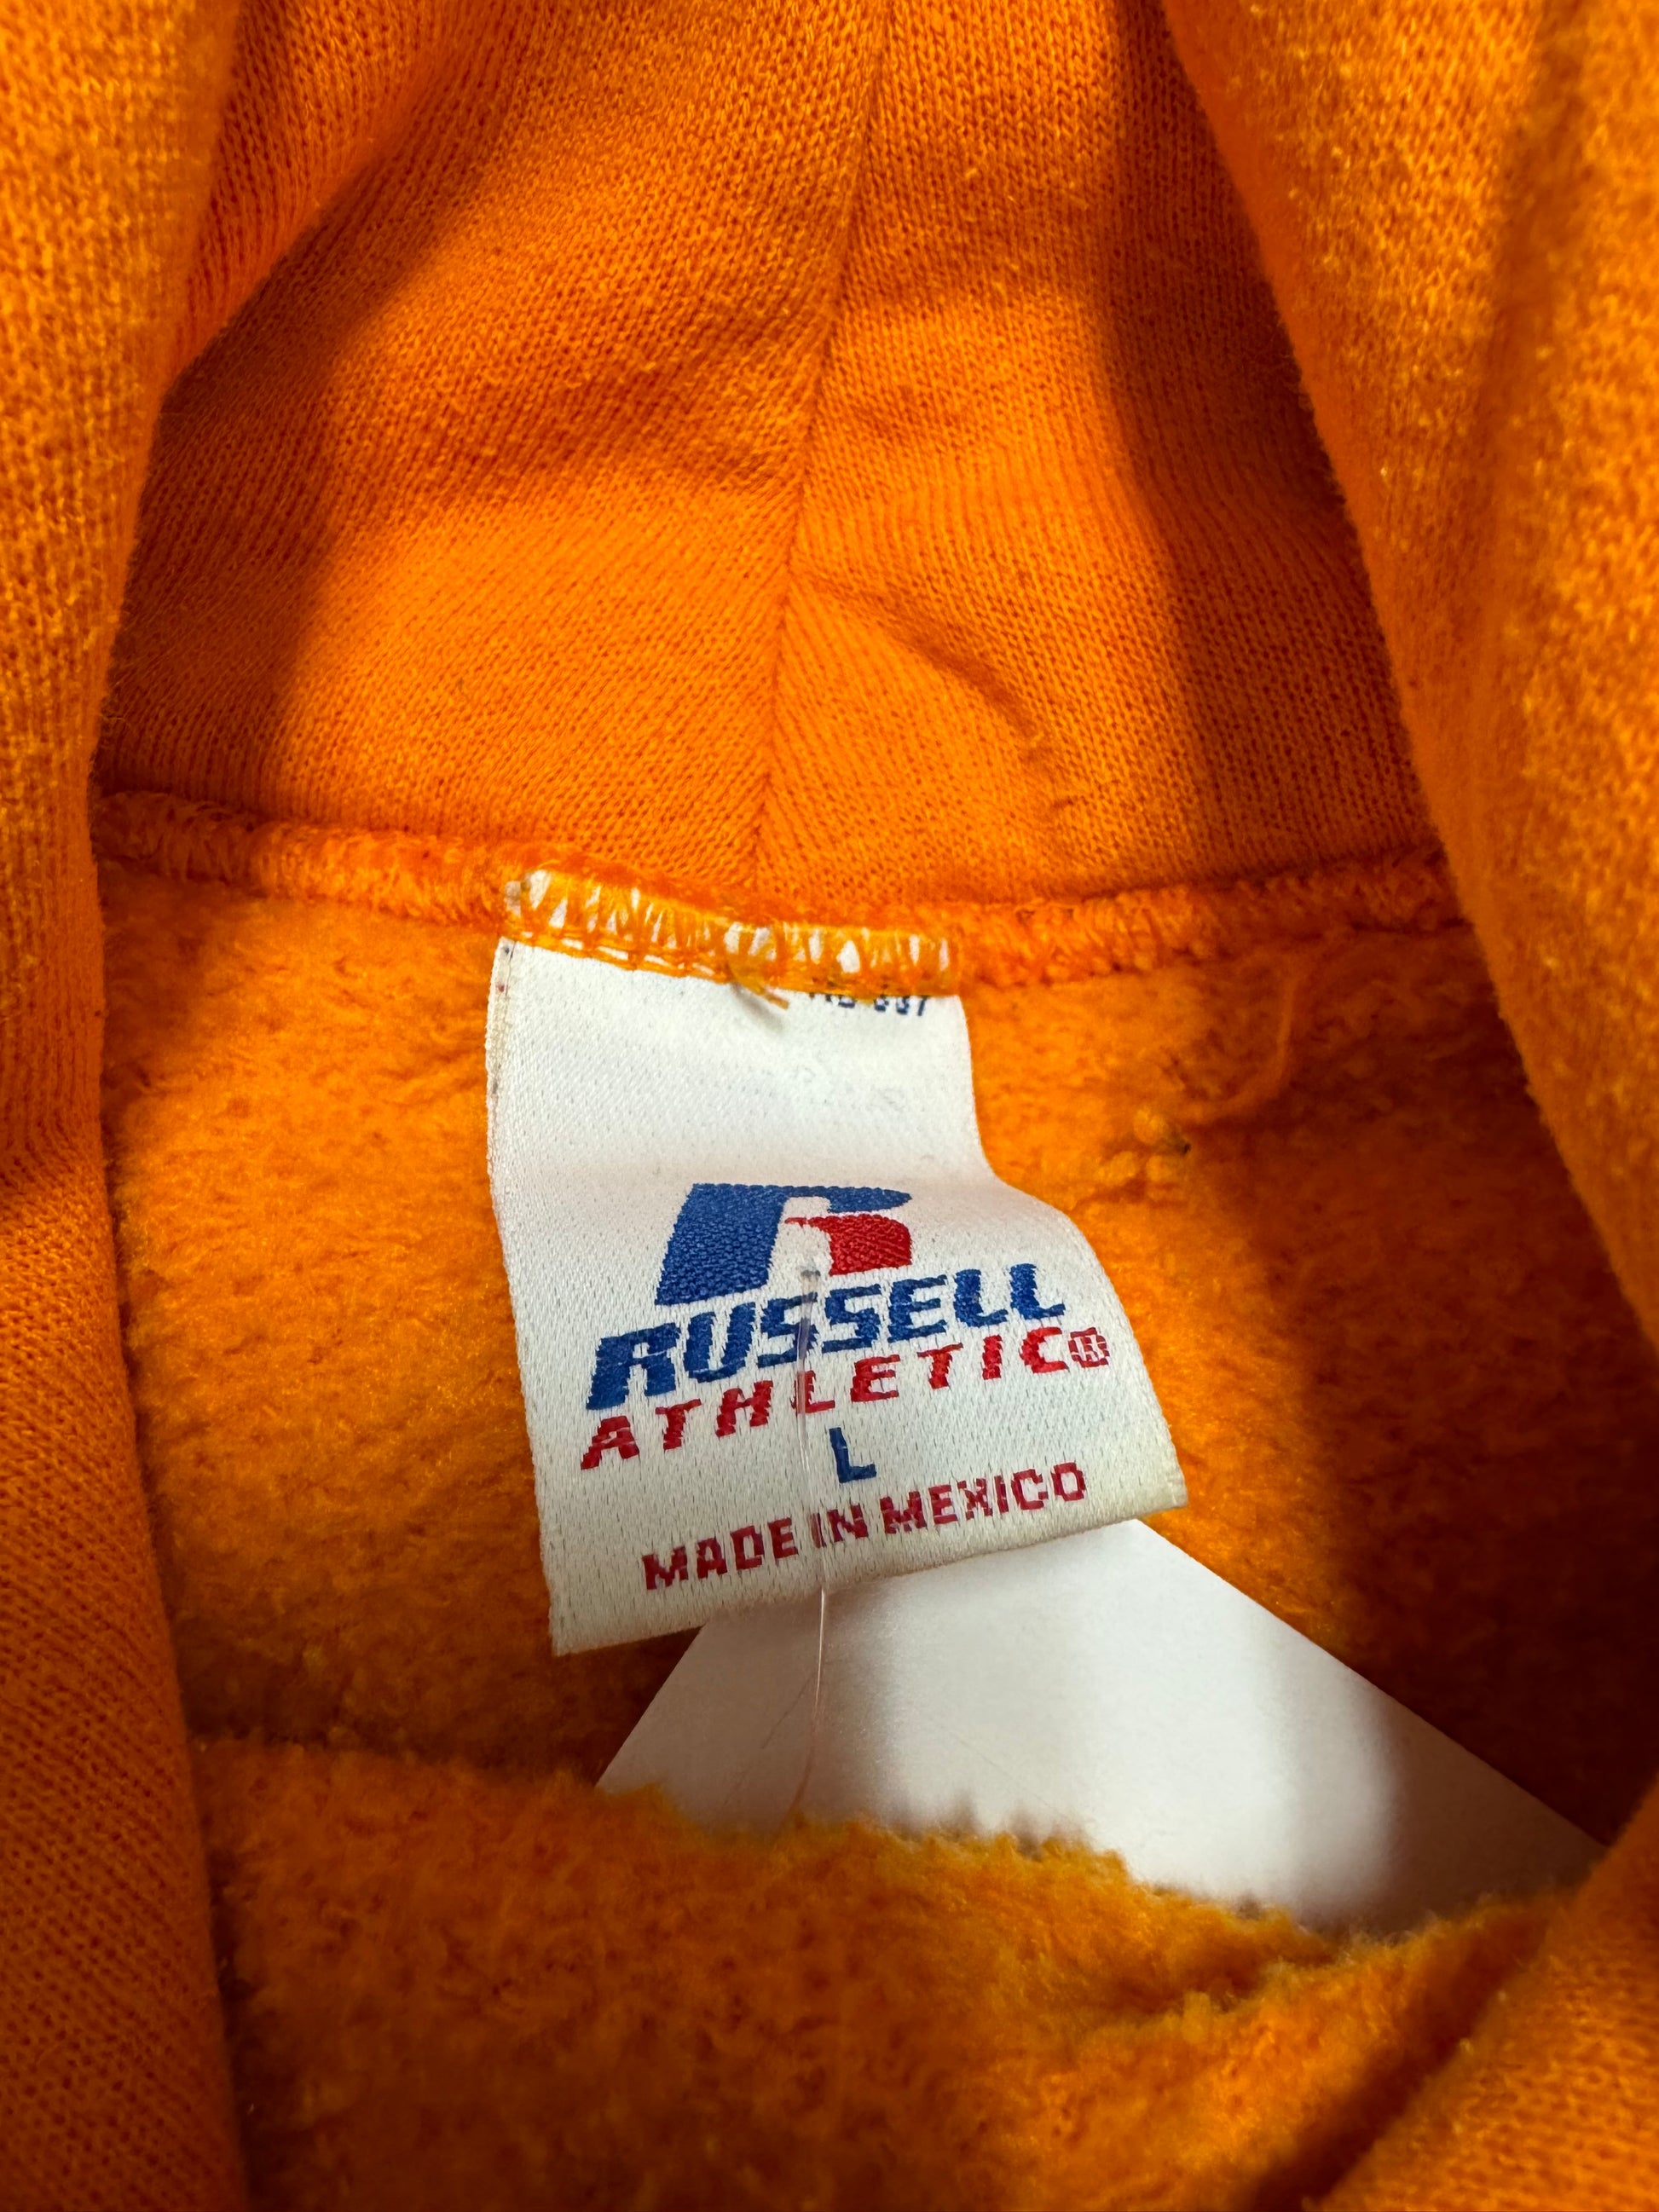 RUSSELL
ATHLETIC®
L
MADE IN MEXICO